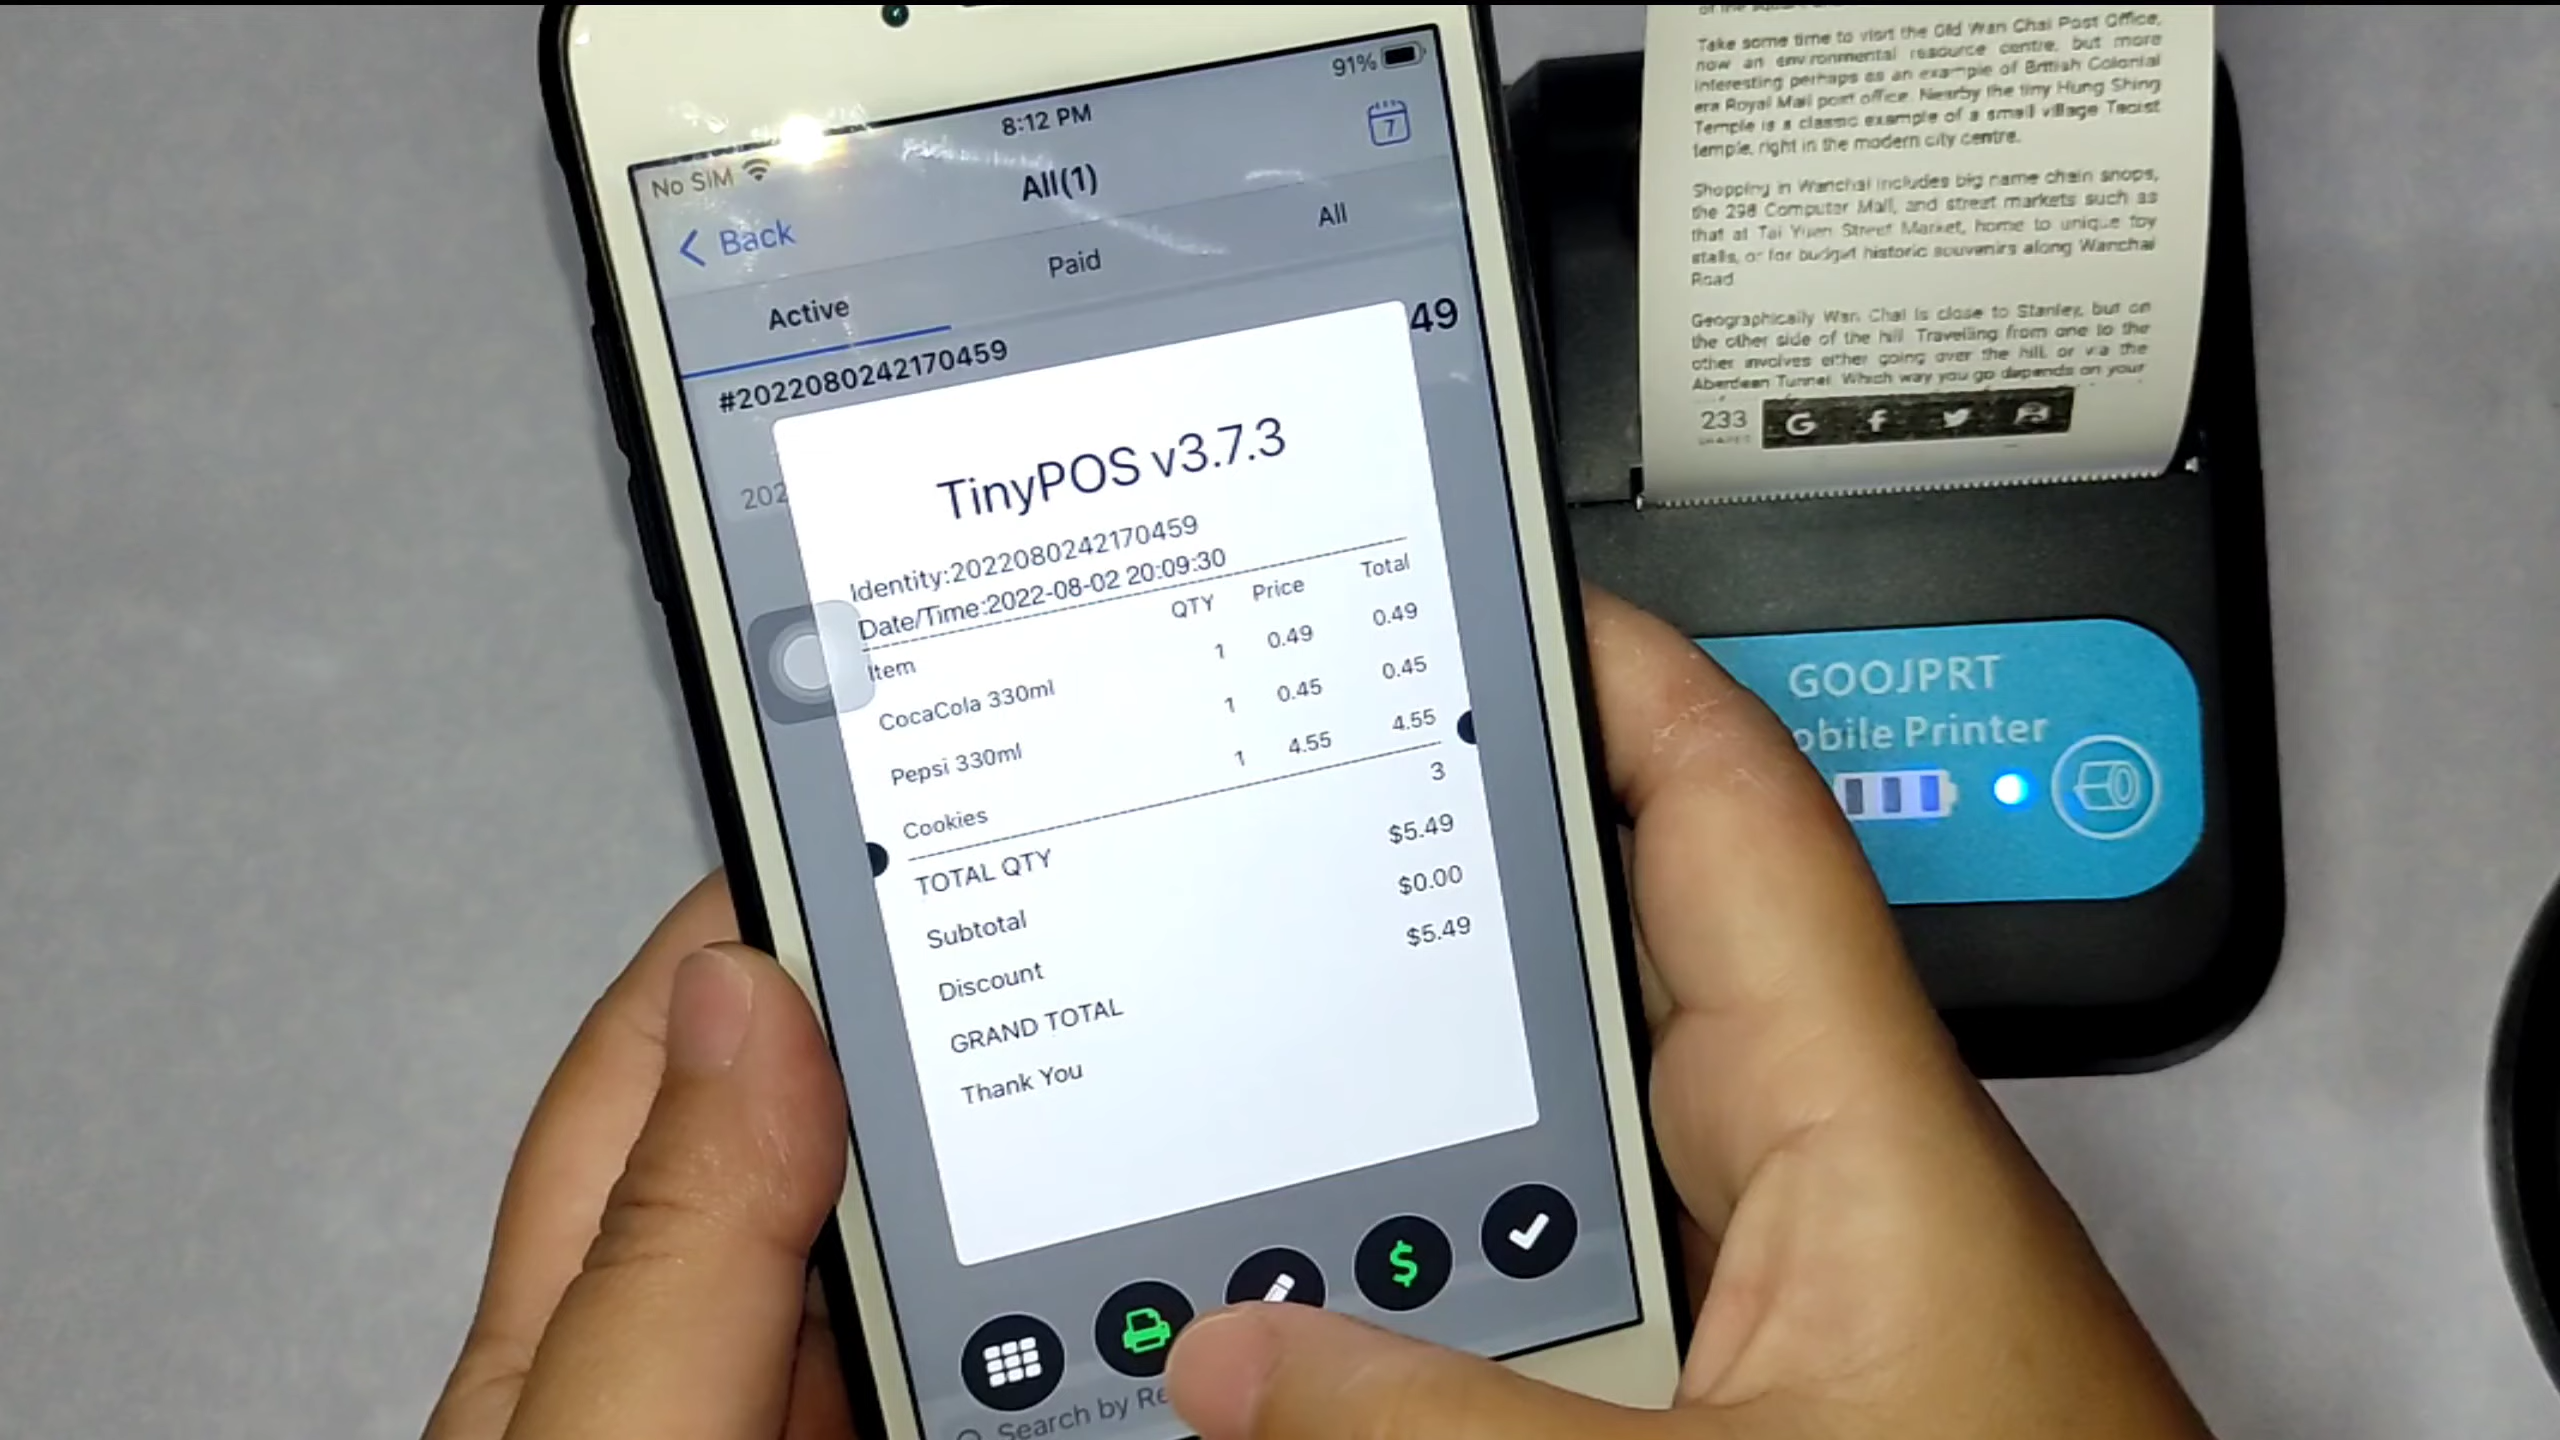 91%
8:12 PM
No SIM
7
All(1)
Back
Active Paid All
#2022080242170459 49
202
TinyPOS v3.7.3
Identity:2022080242170459
Date/Time:2022-08-02 20:09:30
Item QTY Price Total
CocaCola 330ml 1 0.49 0.49
Pepsi 330ml 1 0.45 0.45
Cookies 1 4.55 4.55
TOTAL QTY 3
Subtotal $5.49
Discount $0.00
GRAND TOTAL $5.49
Thank You
$
Search by Re
of the square
Take some time to visit the Old Wan Chai Post Office,
now an environmental resource centre, but more
interesting perhaps as an example of British Colonial
era Royal Mail post office. Nearby the tiny Hung Shing
Temple is a classic example of a small village Taoist
temple, right in the modern city centre.
Shopping in Wanchai includes big name chain shops,
the 298 Computer Mall, and street markets such as
that at Tai Yuen Street Market, home to unique toy
stalls, or for budget historic souvenirs along Wanchai
Road
Geographically Wan Chai is close to Stanley, but on
the other side of the hill. Travelling from one to the
other involves either going over the hill, or via the
Aberdeen Tunnel. Which way you go depends on your
233
SHARES
G f
GOOJPRT
obile Printer